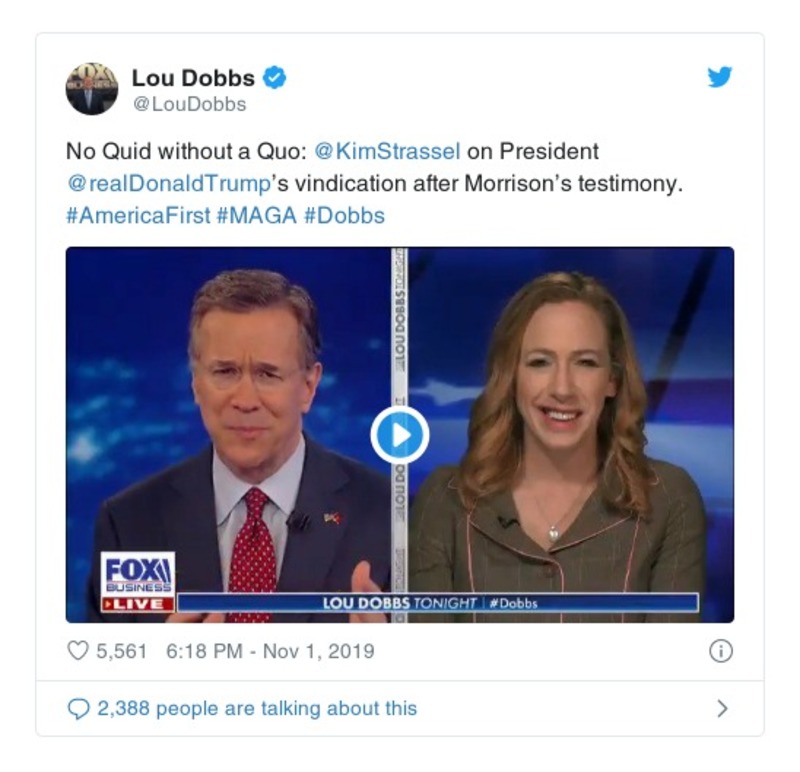 Lou Dobbs
@LouDobbs
No Quid without a Quo: @KimStrassel on President
@realDonaldTrump's vindication after Morrison's testimony.
#AmericaFirst #MAGA #Dobbs
LOU DOBBS TONIGHT
LOU DO
FOX
BUSINESS
LIVE
LOU DOBBS TONIGHT | #Dobbs
5,561 6:18 PM - Nov 1, 2019
2,388 people are talking about this